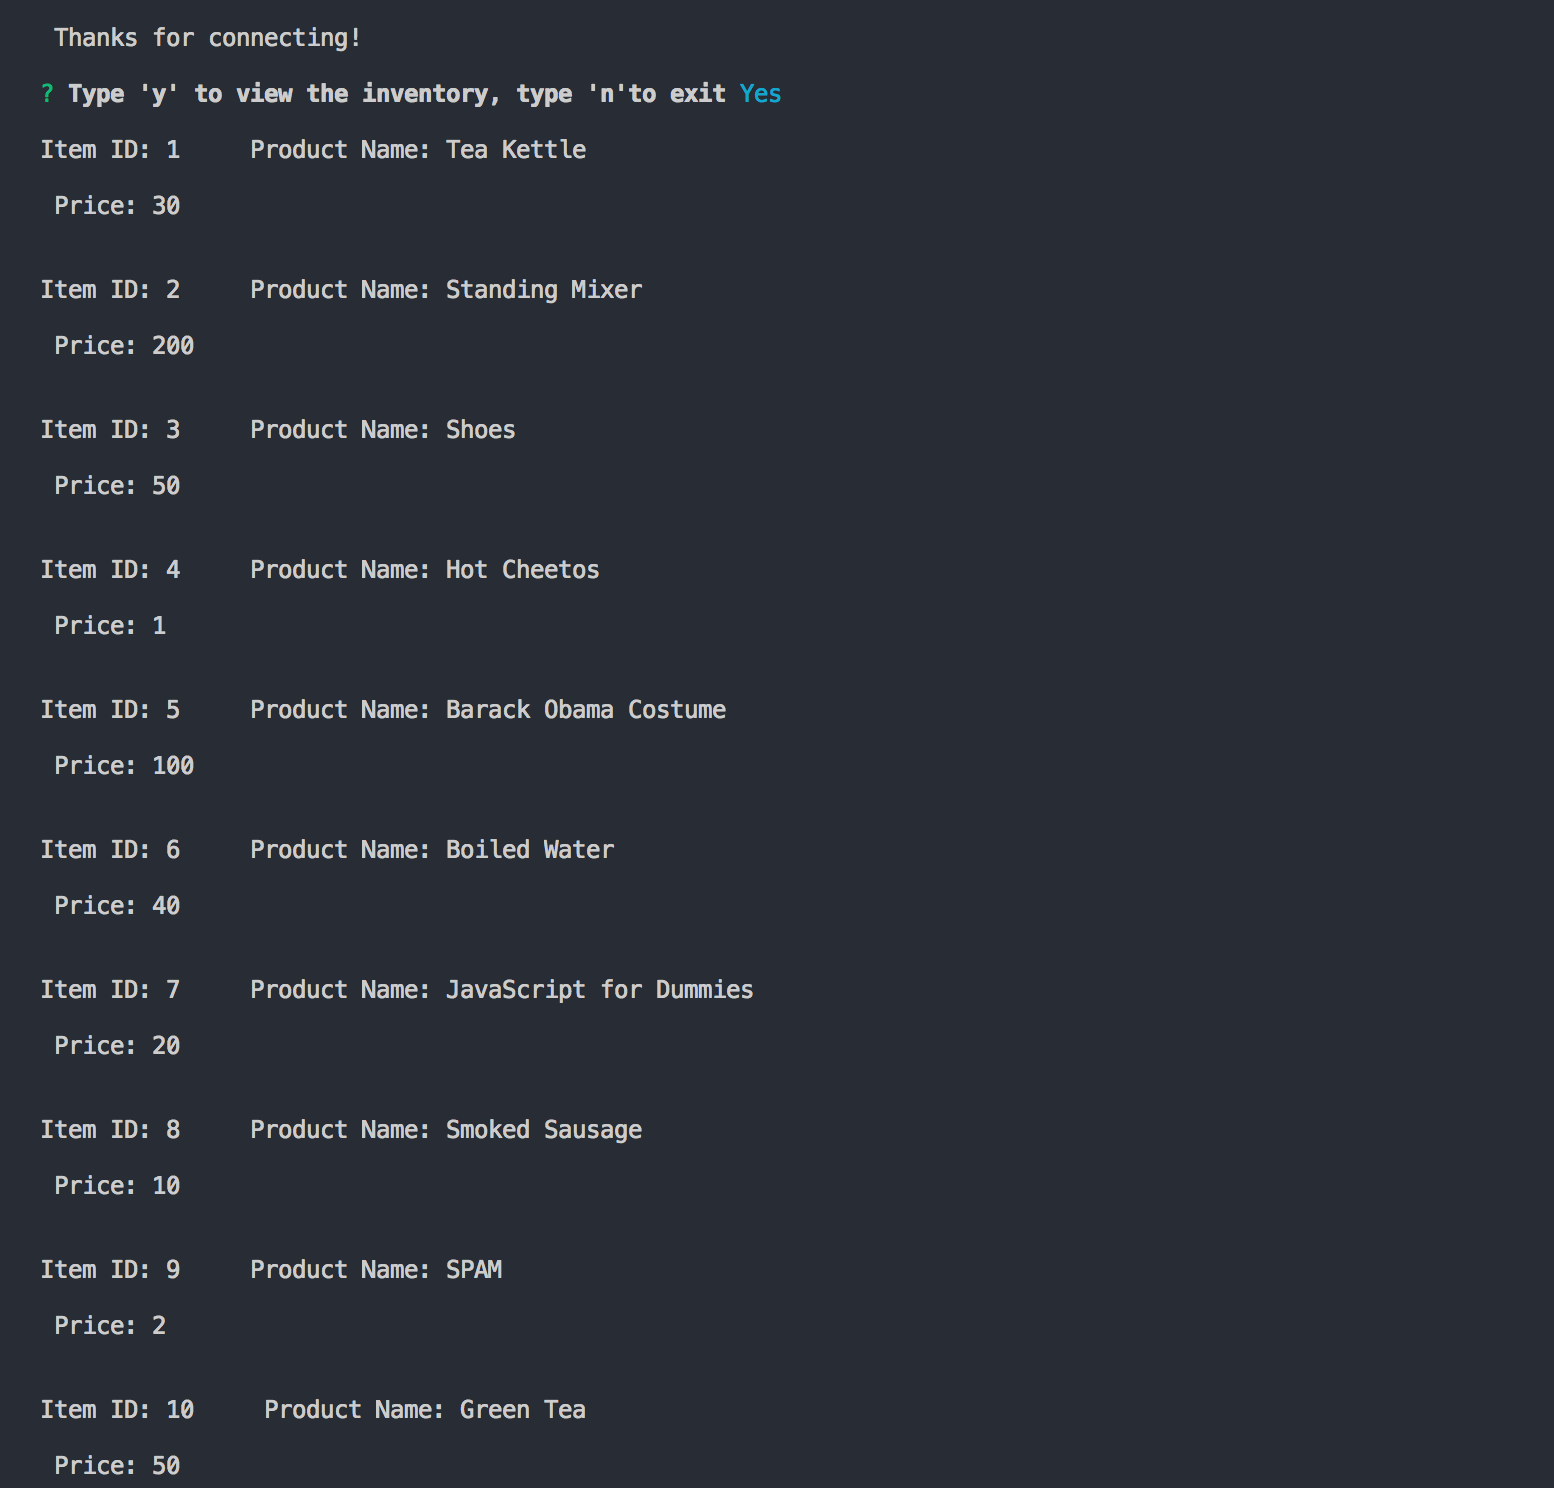 Thanks for connecting!
? Type 'y' to view the inventory, type 'n'to exit Yes
Item ID: 1     Product Name: Tea Kettle
Price: 30
Item ID: 2     Product Name: Standing Mixer
Price: 200
Item ID: 3     Product Name: Shoes
Price: 50
Item ID: 4     Product Name: Hot Cheetos
Price: 1
Item ID: 5     Product Name: Barack Obama Costume
Price: 100
Item ID: 6     Product Name: Boiled Water
Price: 40
Item ID: 7     Product Name: JavaScript for Dummies
Price: 20
Item ID: 8     Product Name: Smoked Sausage
Price: 10
Item ID: 9     Product Name: SPAM
Price: 2
Item ID: 10     Product Name: Green Tea
Price: 50